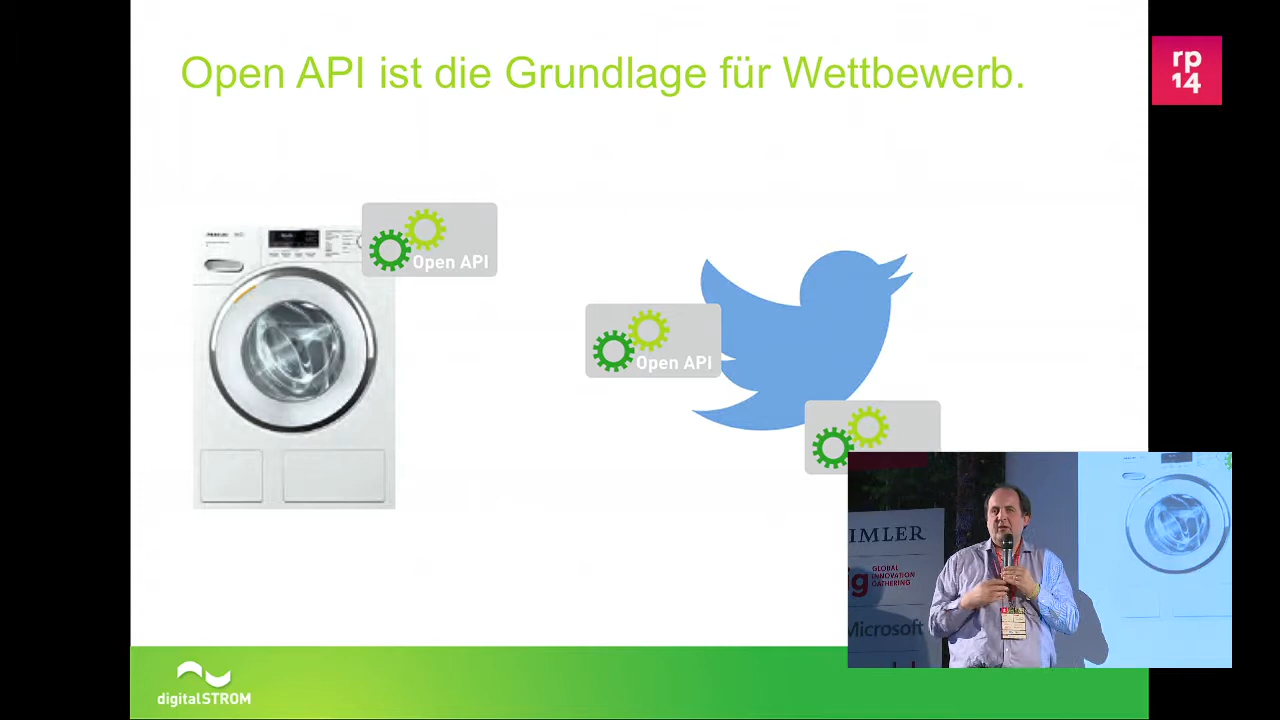 Open API ist die Grundlage für Wettbewerb.
rp
14
Open API
Open API
IMLER
ig
GLOBAL
INNOVATION
GATHERING
Microsoft
digitalSTROM